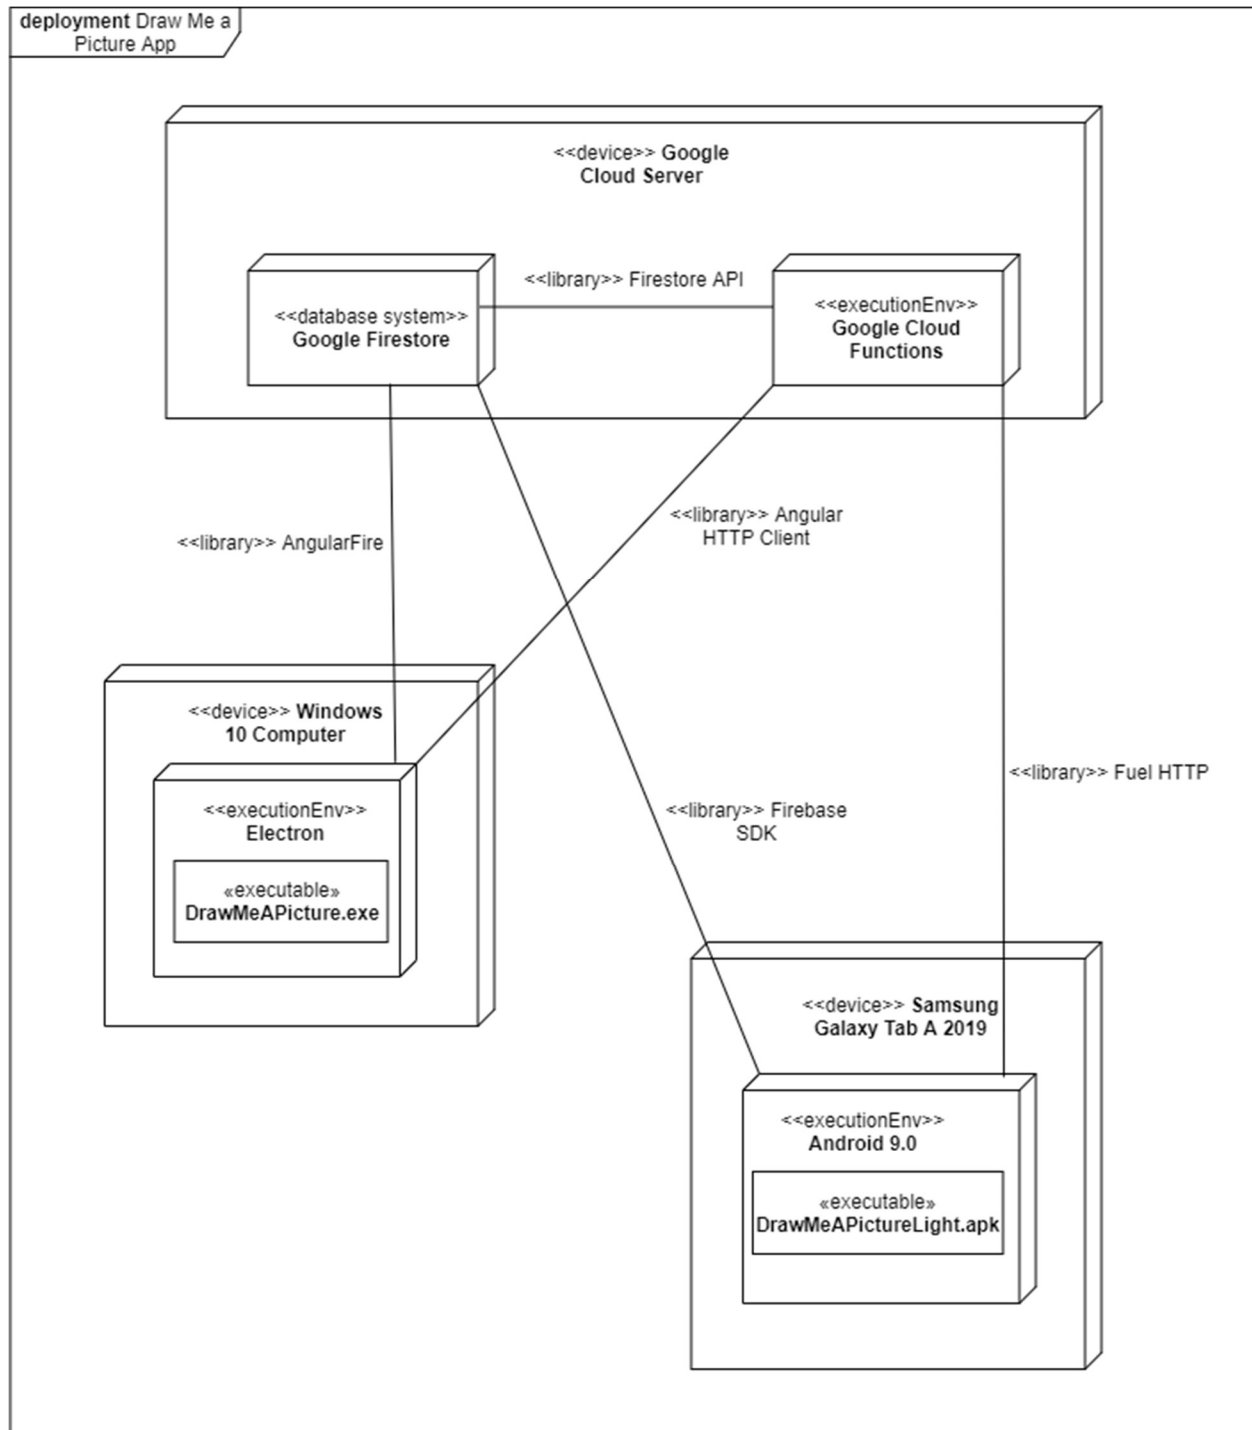 deployment Draw Me a
Picture App
<<device>> Google
Cloud Server
<<library>> Firestore API
<<database system>>
Google Firestore
<<executionEnv>>
Google Cloud
Functions
<<library>> AngularFire
<<library>> Angular
HTTP Client
<<device>> Windows
10 Computer
<<executionEnv>>
Electron
«executable»
DrawMeAPicture.exe
<<library>> Firebase
SDK
<<library>> Fuel HTTP
<<device>> Samsung
Galaxy Tab A 2019
<<executionEnv>>
Android 9.0
«executable»
DrawMeAPictureLight.apk